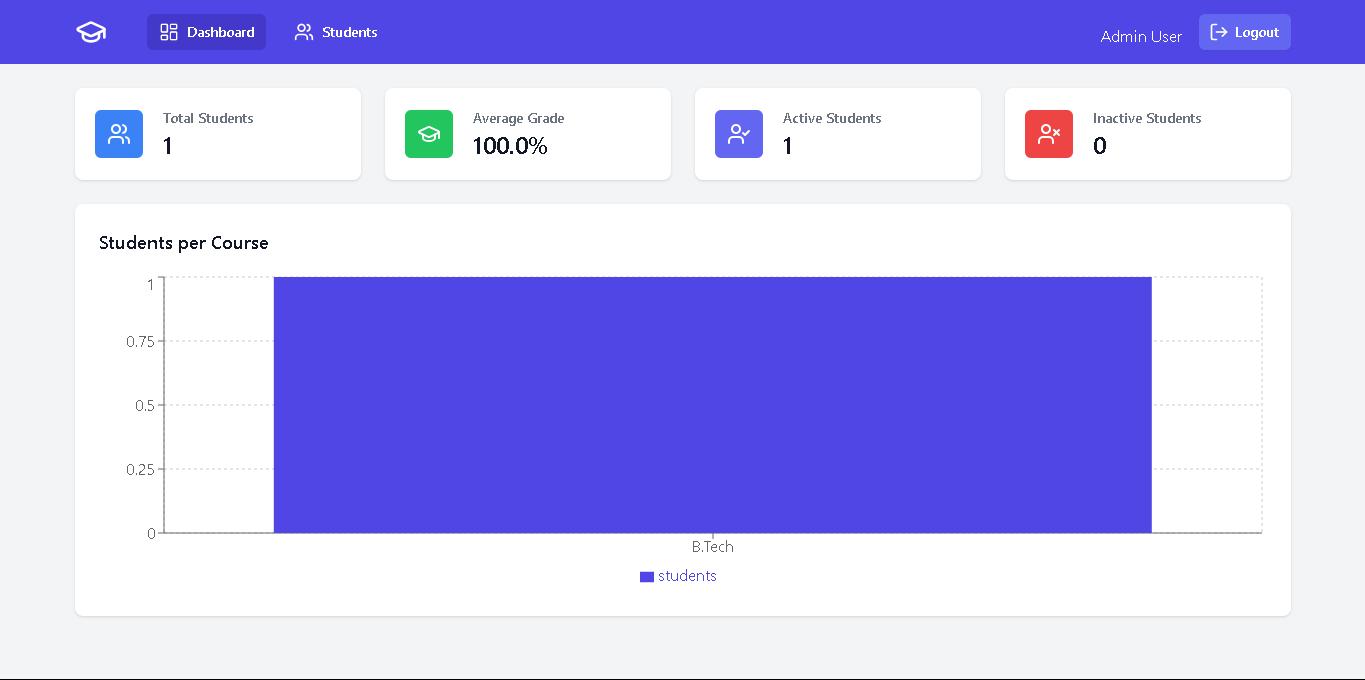 Dashboard Students Admin User Logout
Total Students
1
Average Grade
100.0%
Active Students
1
Inactive Students
0
Students per Course
1
0.75
0.5
0.25
0
B.Tech
students